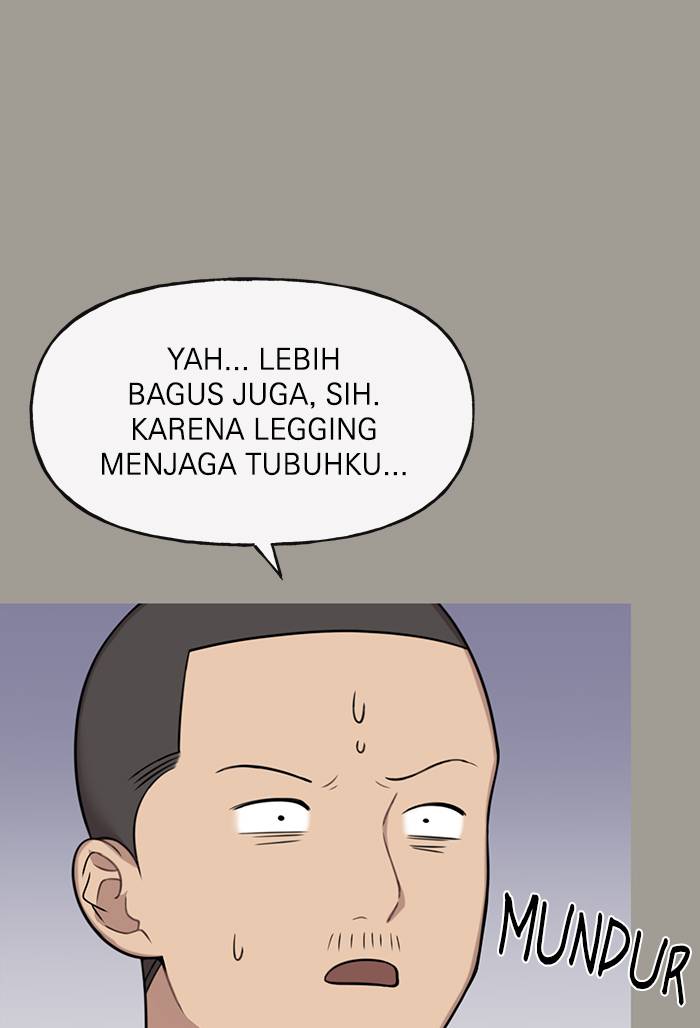 YAH... LEBIH
BAGUS JUGA, SIH.
KARENA LEGGING
MENJAGA TUBUHKU...
MUNDUR